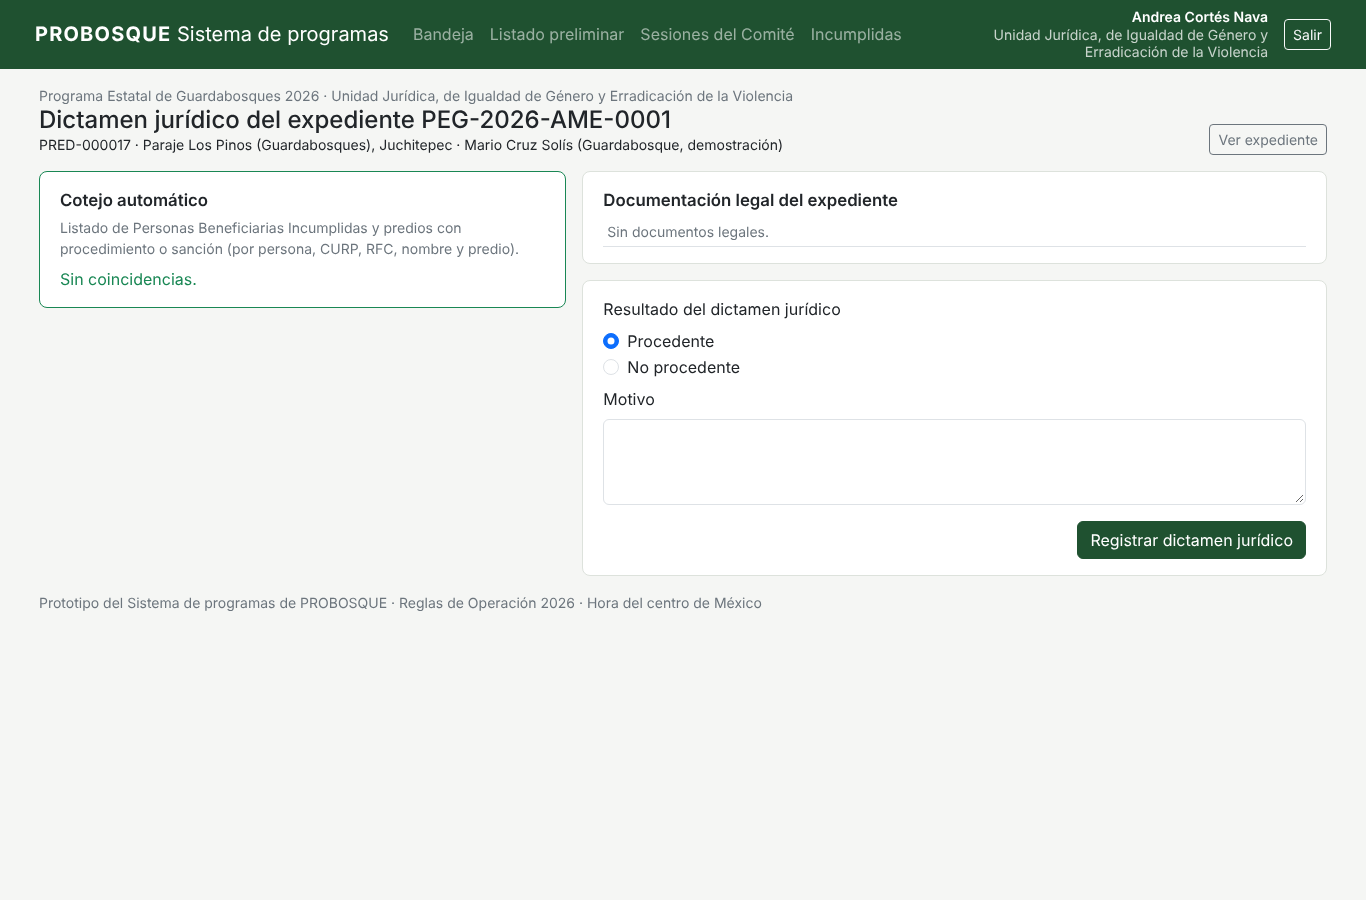 PROBOSQUE Sistema de programas
Bandeja
Listado preliminar
Sesiones del Comité
Incumplidas
Andrea Cortés Nava
Unidad Jurídica, de Igualdad de Género y
Erradicación de la Violencia
Salir
Programa Estatal de Guardabosques 2026 · Unidad Jurídica, de Igualdad de Género y Erradicación de la Violencia
Dictamen jurídico del expediente PEG-2026-AME-0001
PRED-000017 · Paraje Los Pinos (Guardabosques), Juchitepec · Mario Cruz Solís (Guardabosque, demostración)
Ver expediente
Cotejo automático
Listado de Personas Beneficiarias Incumplidas y predios con
procedimiento o sanción (por persona, CURP, RFC, nombre y predio).
Sin coincidencias.
Documentación legal del expediente
Sin documentos legales.
Resultado del dictamen jurídico
Procedente
No procedente
Motivo
Registrar dictamen jurídico
Prototipo del Sistema de programas de PROBOSQUE · Reglas de Operación 2026 · Hora del centro de México